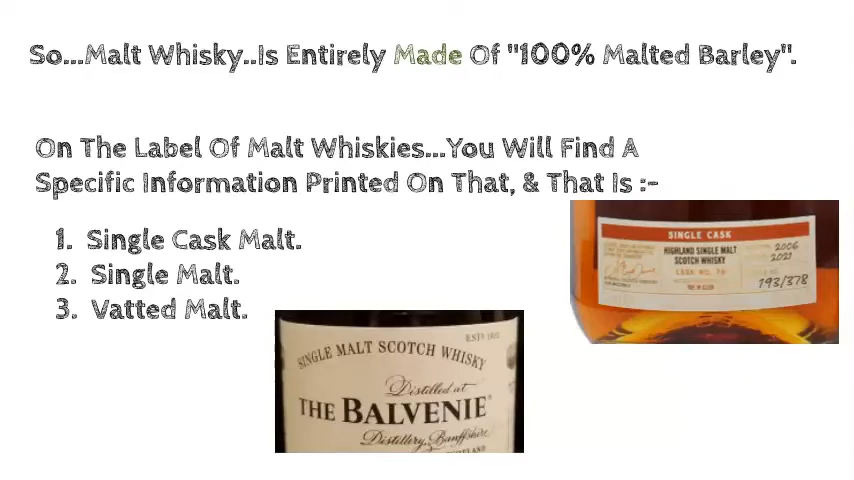 So...Malt Whisky..Is Entirely Made Of "100% Malted Barley".
On The Label Of Malt Whiskies...You Will Find A
Specific Information Printed On That, & That Is :-
1. Single Cask Malt.
2. Single Malt.
3. Vatted Malt.
SINGLE CASK
HIGHLAND SINGLE MALT
SCOTCH WHISKY
CASK NO.
2006
2021
193/378
ESTD
SINGLE MALT SCOTCH WHISKY
Distilled at
THE BALVENIE
Distillery, Banffshire